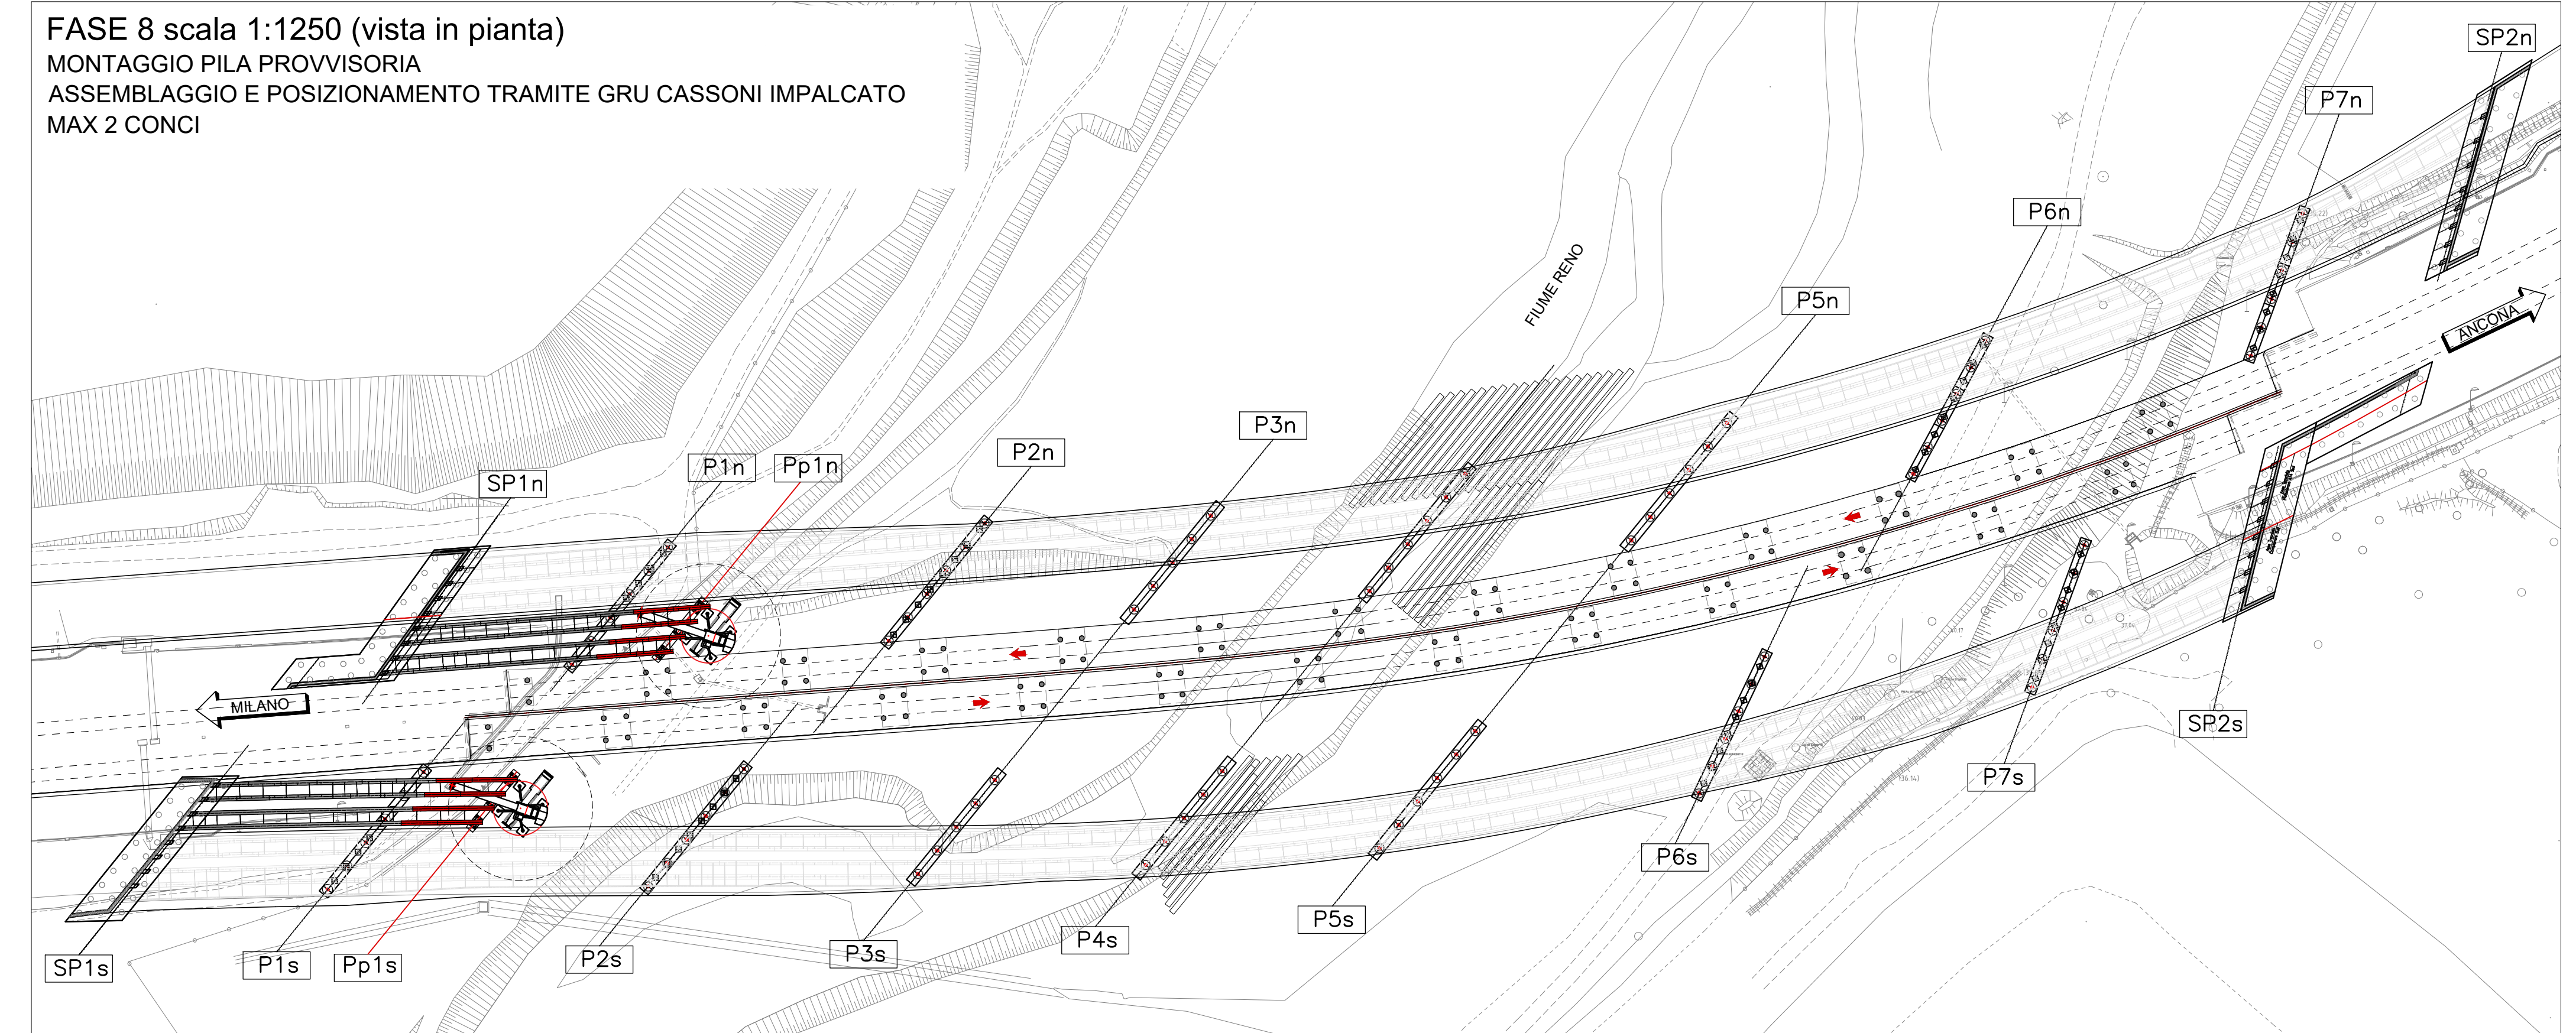 FASE 8 scala 1:1250 (vista in pianta)
MONTAGGIO PILA PROVVISORIA
ASSEMBLAGGIO E POSIZIONAMENTO TRAMITE GRU CASSONI IMPALCATO
MAX 2 CONCI
SP2n
P7n
P6n
FIUME RENO
P5n
ANCONA
P3n
P2n
P1n
Pp1n
SP1n
MILANO
SP2s
P7s
P6s
P5s
P4s
P3s
P2s
Pp1s
P1s
SP1s
(36.14)